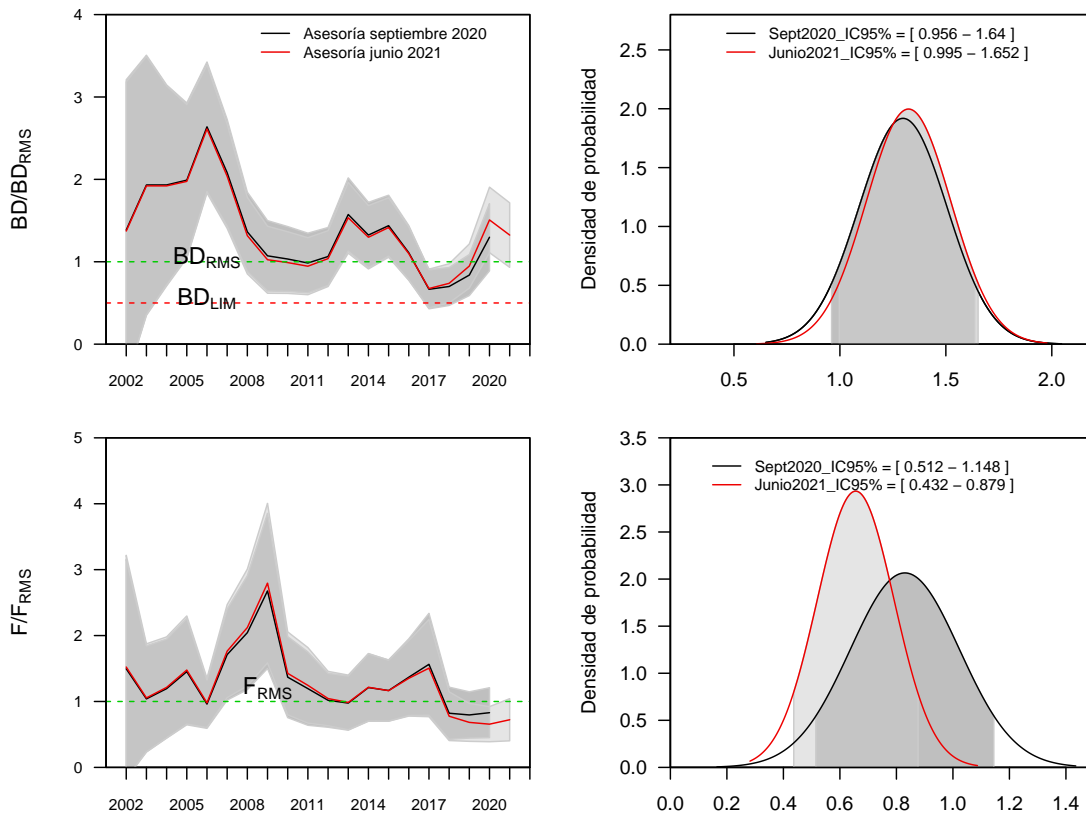 BD/BD_RMS
4
3
2
1
0
Asesoría septiembre 2020
Asesoría junio 2021
BD_RMS
BD_LIM
2002 2005 2008 2011 2014 2017 2020
Densidad de probabilidad
2.5
2.0
1.5
1.0
0.5
0.0
Sept2020_IC95% = [ 0.956 − 1.64 ]
Junio2021_IC95% = [ 0.995 − 1.652 ]
0.5 1.0 1.5 2.0
F/F_RMS
5
4
3
2
1
0
F_RMS
2002 2005 2008 2011 2014 2017 2020
Densidad de probabilidad
3.5
3.0
2.5
2.0
1.5
1.0
0.5
0.0
Sept2020_IC95% = [ 0.512 − 1.148 ]
Junio2021_IC95% = [ 0.432 − 0.879 ]
0.0 0.2 0.4 0.6 0.8 1.0 1.2 1.4